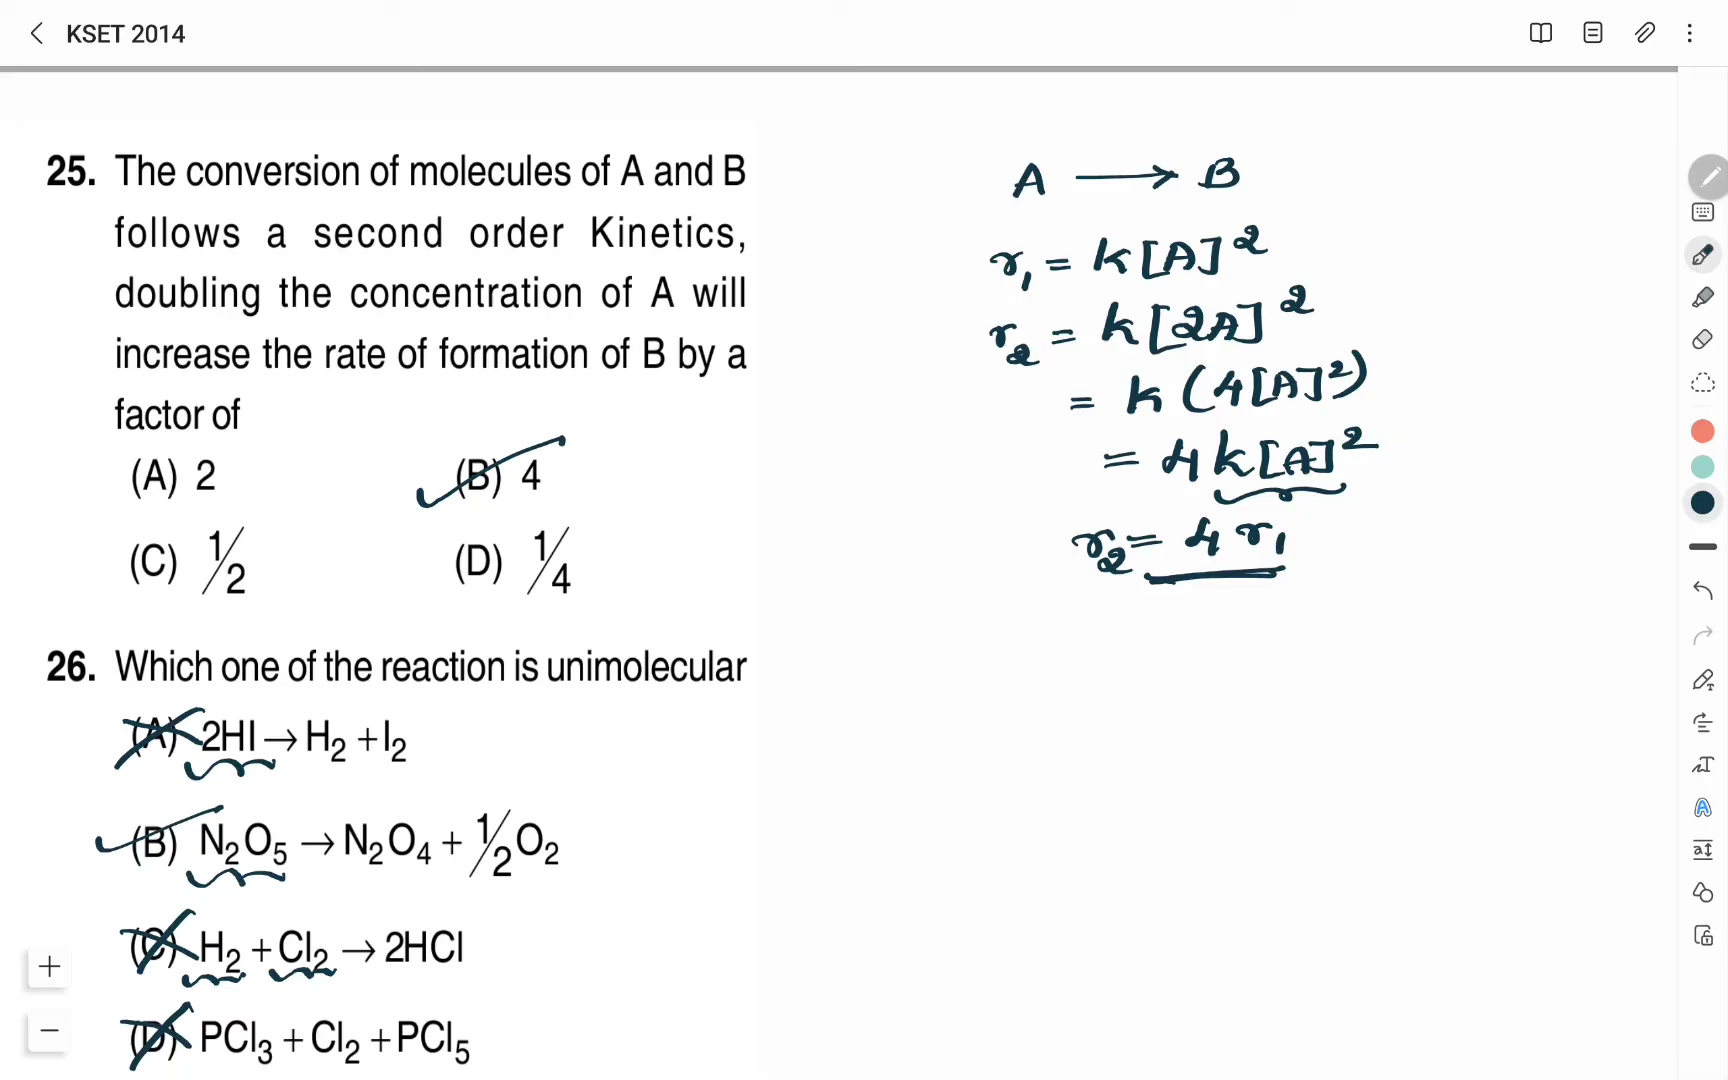 KSET 2014
25. The conversion of molecules of A and B
follows a second order Kinetics,
doubling the concentration of A will
increase the rate of formation of B by a
factor of
(A) 2 (B) 4
(C) 1/2 (D) 1/4
26. Which one of the reaction is unimolecular
(A) 2HI → H₂ + I₂
(B) N₂O₅ → N₂O₄ + 1/2 O₂
(C) H₂ + Cl₂ → 2HCl
(D) PCl₃ + Cl₂ + PCl₅
A → B
r₁ = k[A]²
r₂ = k[2A]²
= k(4[A]²)
= 4k[A]²
r₂ = 4r₁